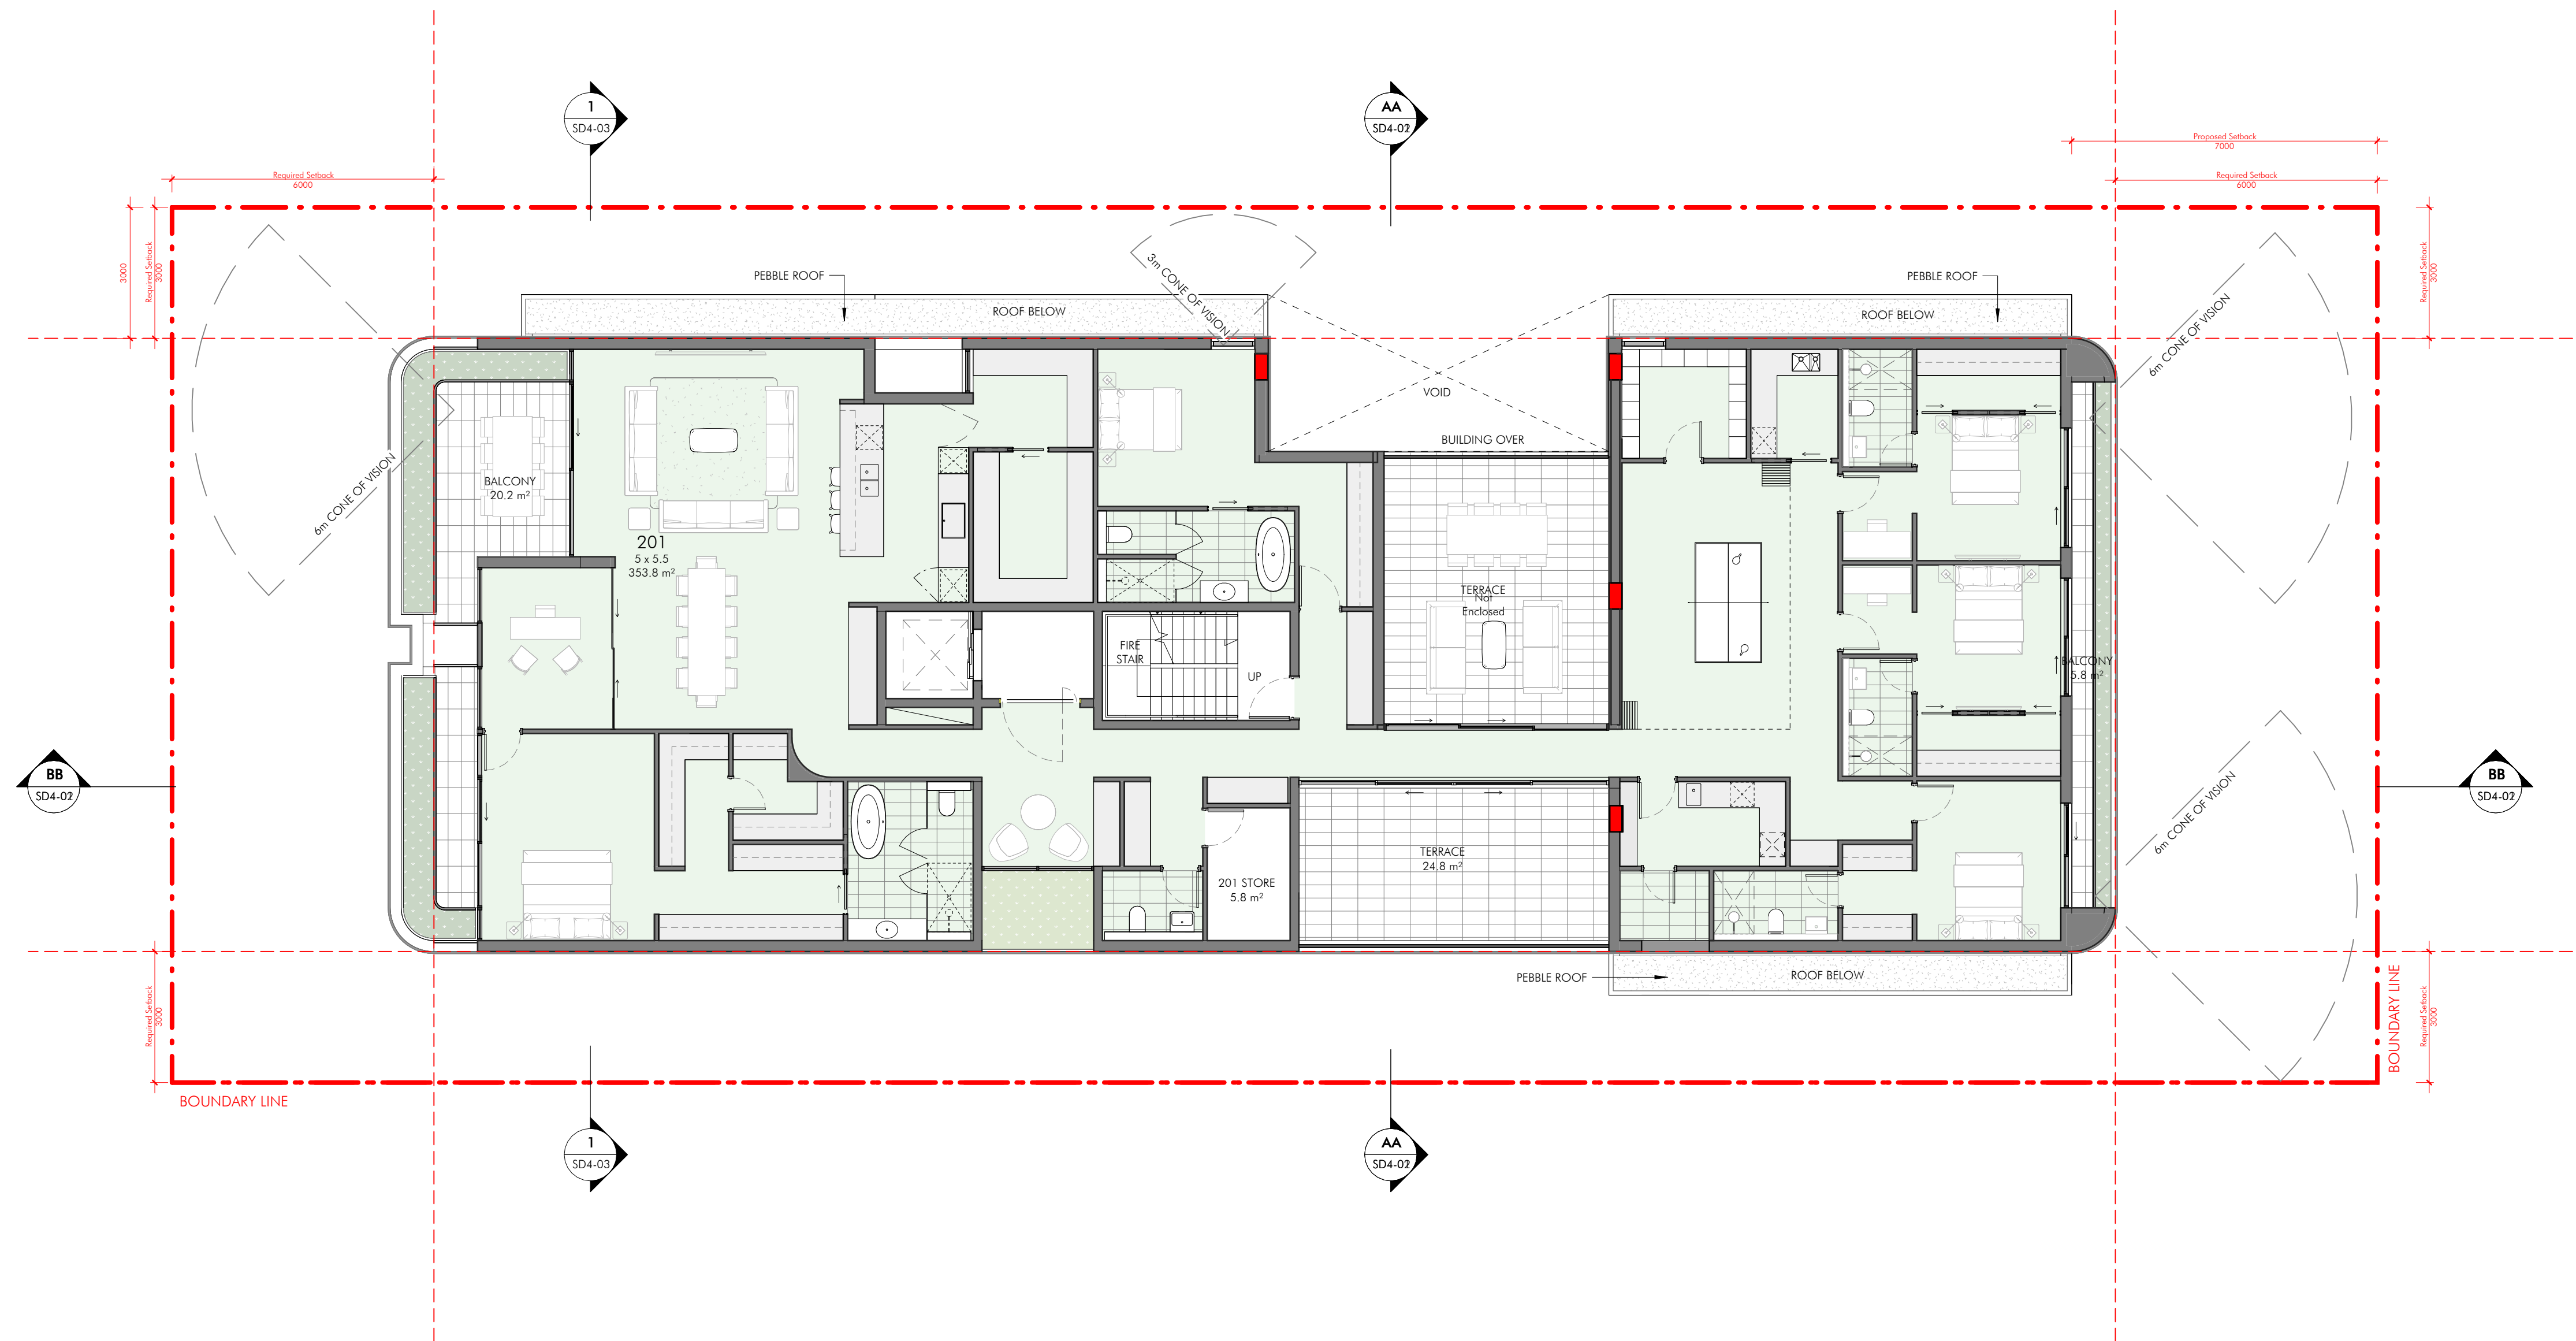 1
SD4-03
AA
SD4-02
Proposed Setback
7000
Required Setback
6000
Required Setback
6000
3000
Required Setback
3000
Required Setback
3000
PEBBLE ROOF
ROOF BELOW
3m CONE OF VISION
PEBBLE ROOF
ROOF BELOW
6m CONE OF VISION
6m CONE OF VISION
VOID
BUILDING OVER
BALCONY
20.2 m²
201
5 x 5.5
353.8 m²
TERRACE
Not
Enclosed
FIRE
STAIR
UP
BALCONY
5.8 m²
BB
SD4-02
BB
SD4-02
6m CONE OF VISION
TERRACE
24.8 m²
201 STORE
5.8 m²
PEBBLE ROOF
ROOF BELOW
Required Setback
3000
BOUNDARY LINE
Required Setback
3000
BOUNDARY LINE
1
SD4-03
AA
SD4-02